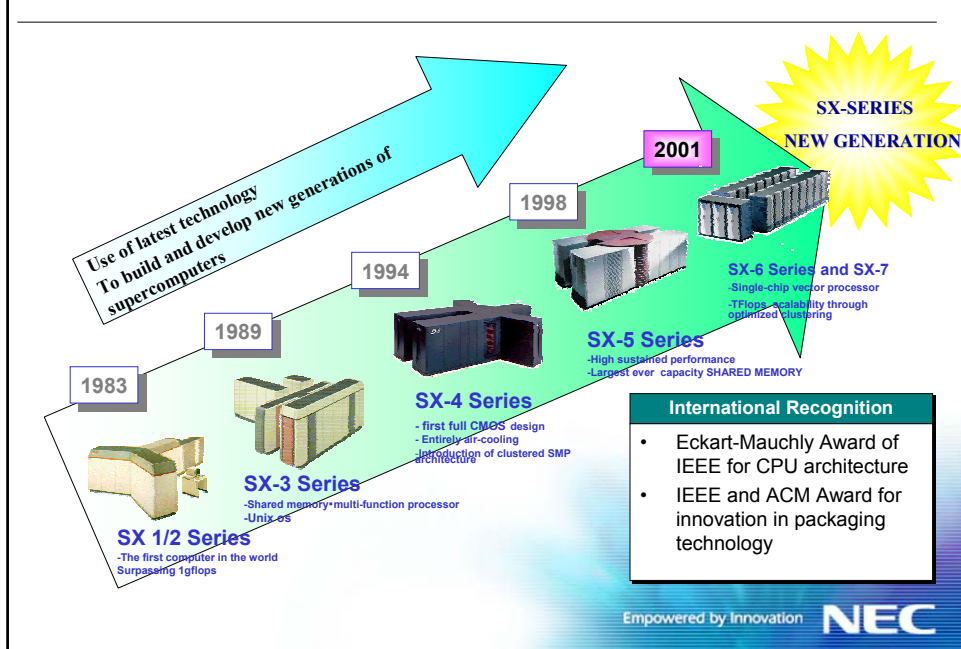 SX-SERIES
NEW GENERATION
Use of latest technology
To build and develop new generations of
supercomputers
2001
1998
1994
1989
1983
SX-6 Series and SX-7
-Single-chip vector processor
-TFlops scalability through
optimized clustering
SX-5 Series
-High sustained performance
-Largest ever capacity SHARED MEMORY
SX-4 Series
- first full CMOS design
- Entirely air-cooling
-Introduction of clustered SMP
architecture
SX-3 Series
-Shared memory•multi-function processor
-Unix os
SX 1/2 Series
-The first computer in the world
Surpassing 1gflops
International Recognition
• Eckart-Mauchly Award of
IEEE for CPU architecture
• IEEE and ACM Award for
innovation in packaging
technology
Empowered by Innovation NEC